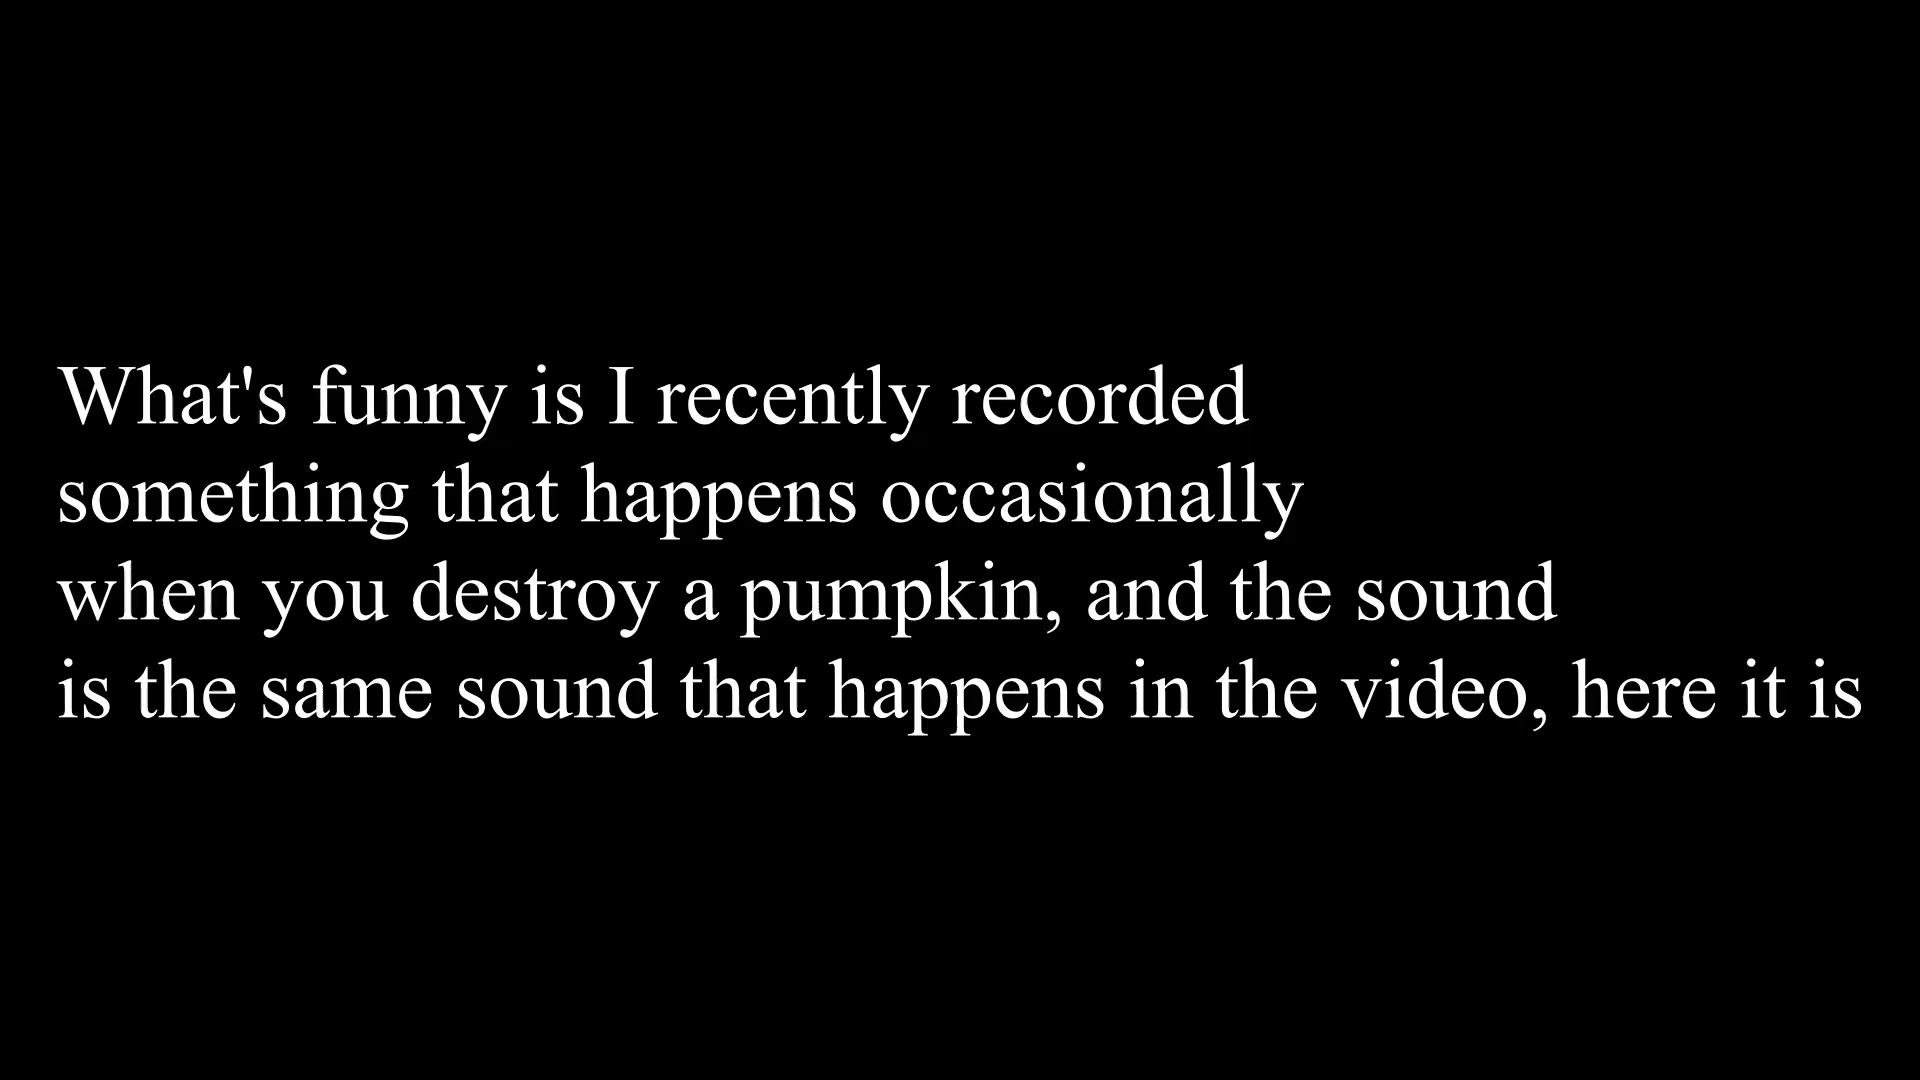 What's funny is I recently recorded
something that happens occasionally
when you destroy a pumpkin, and the sound
is the same sound that happens in the video, here it is